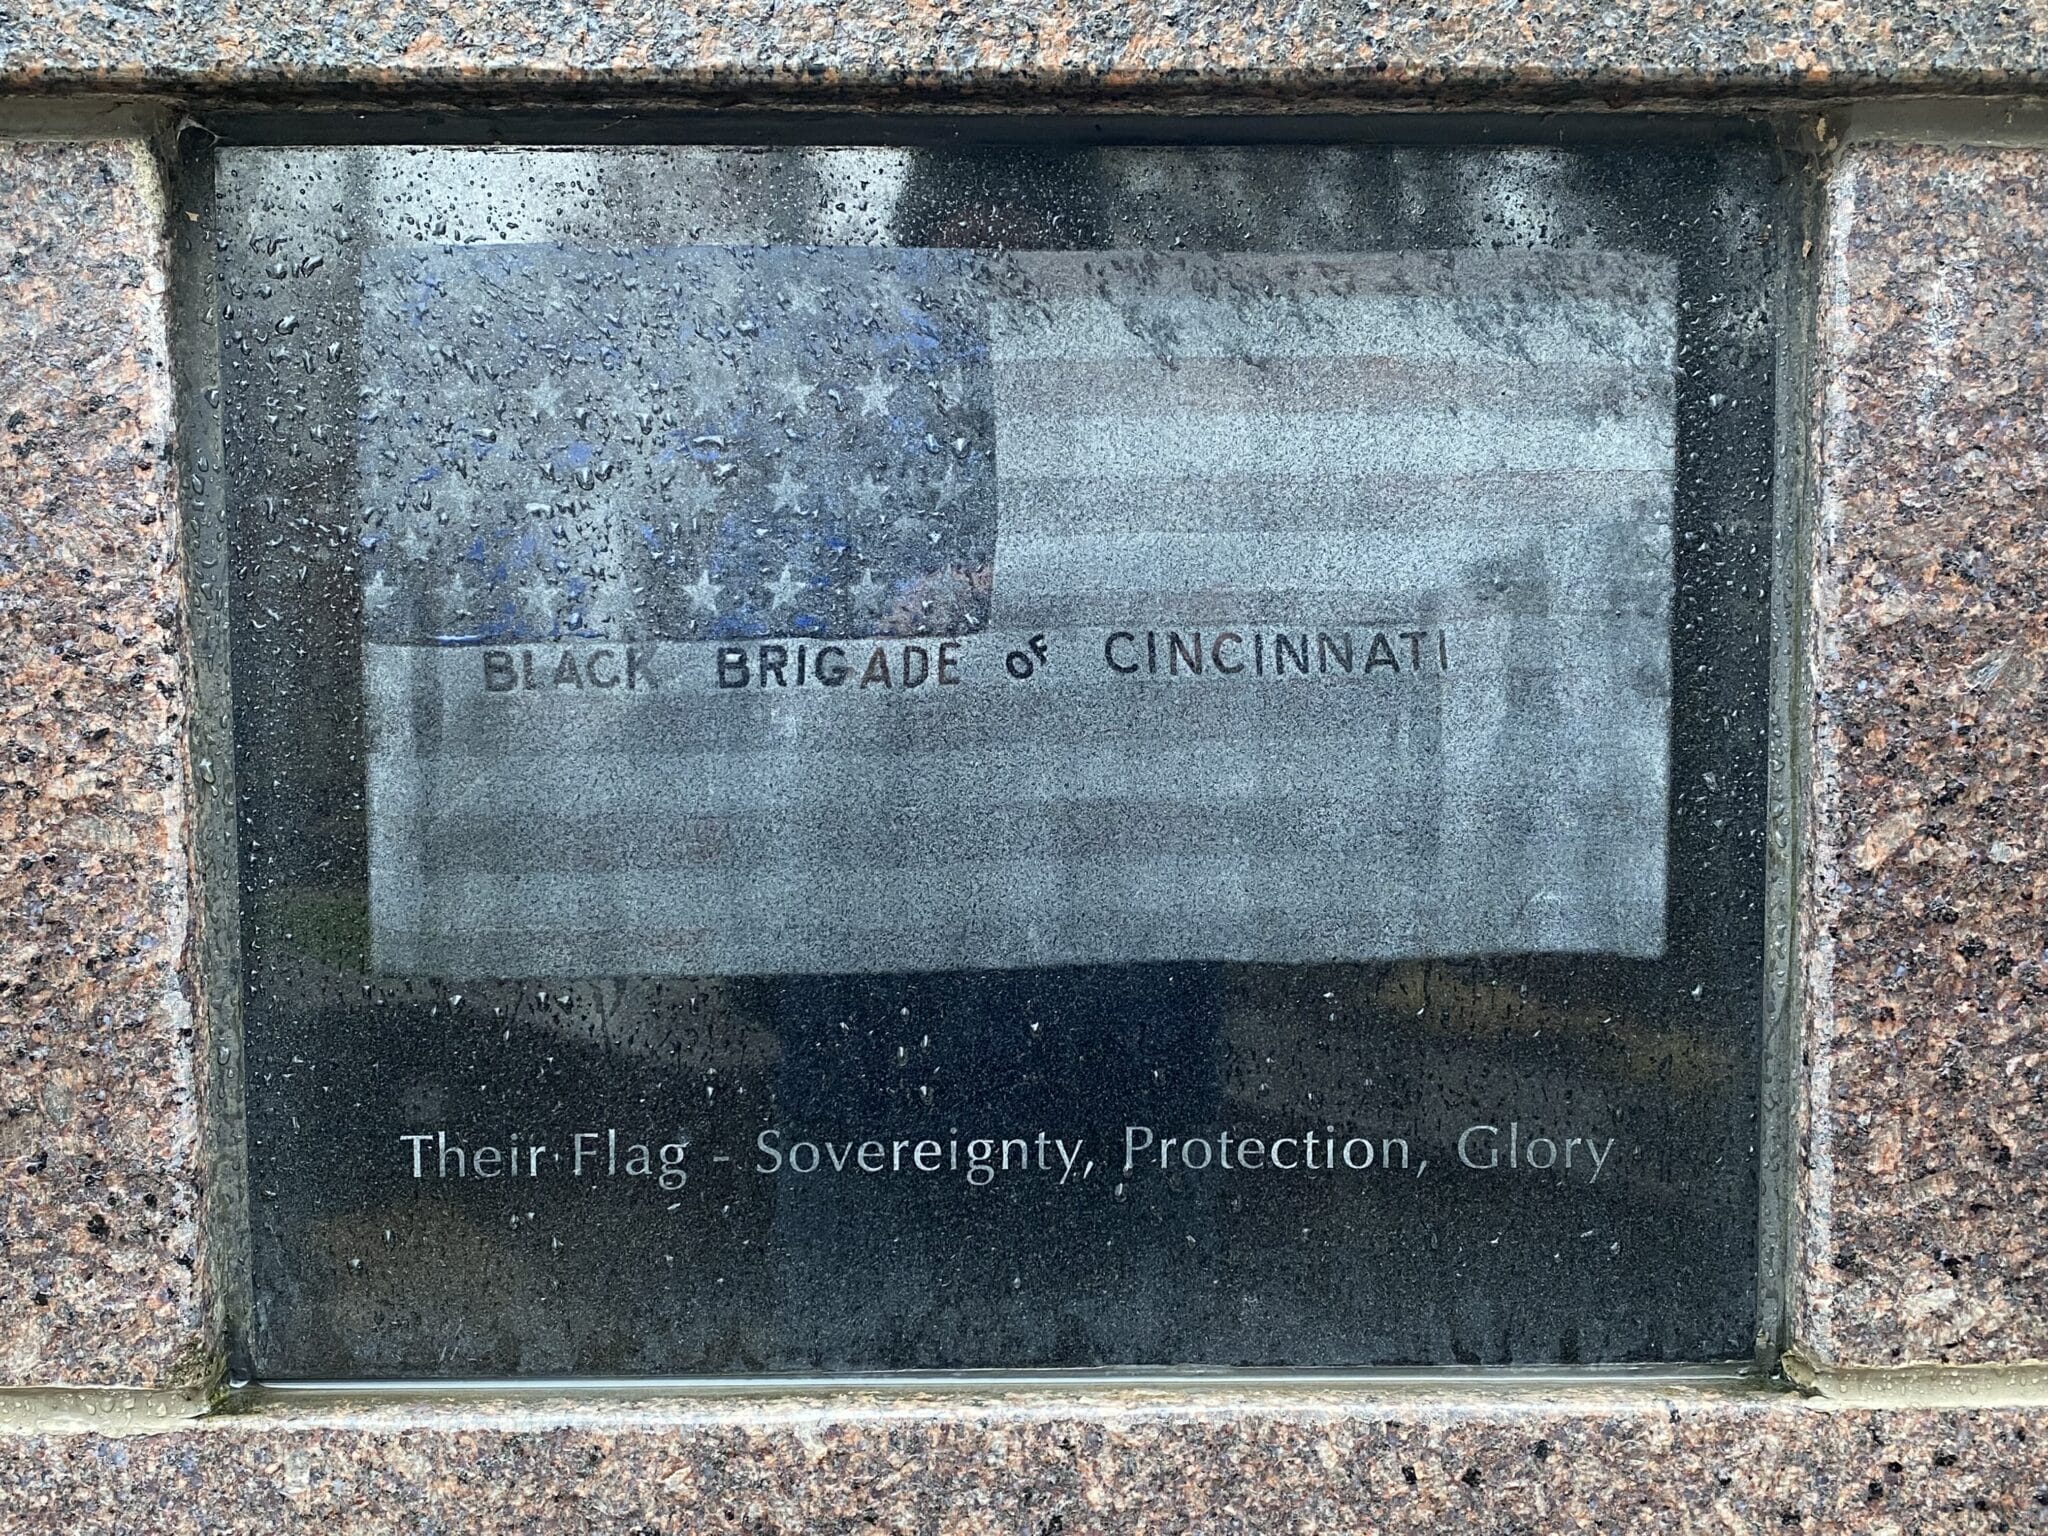 BLACK BRIGADE OF CINCINNATI
Their Flag - Sovereignty, Protection, Glory